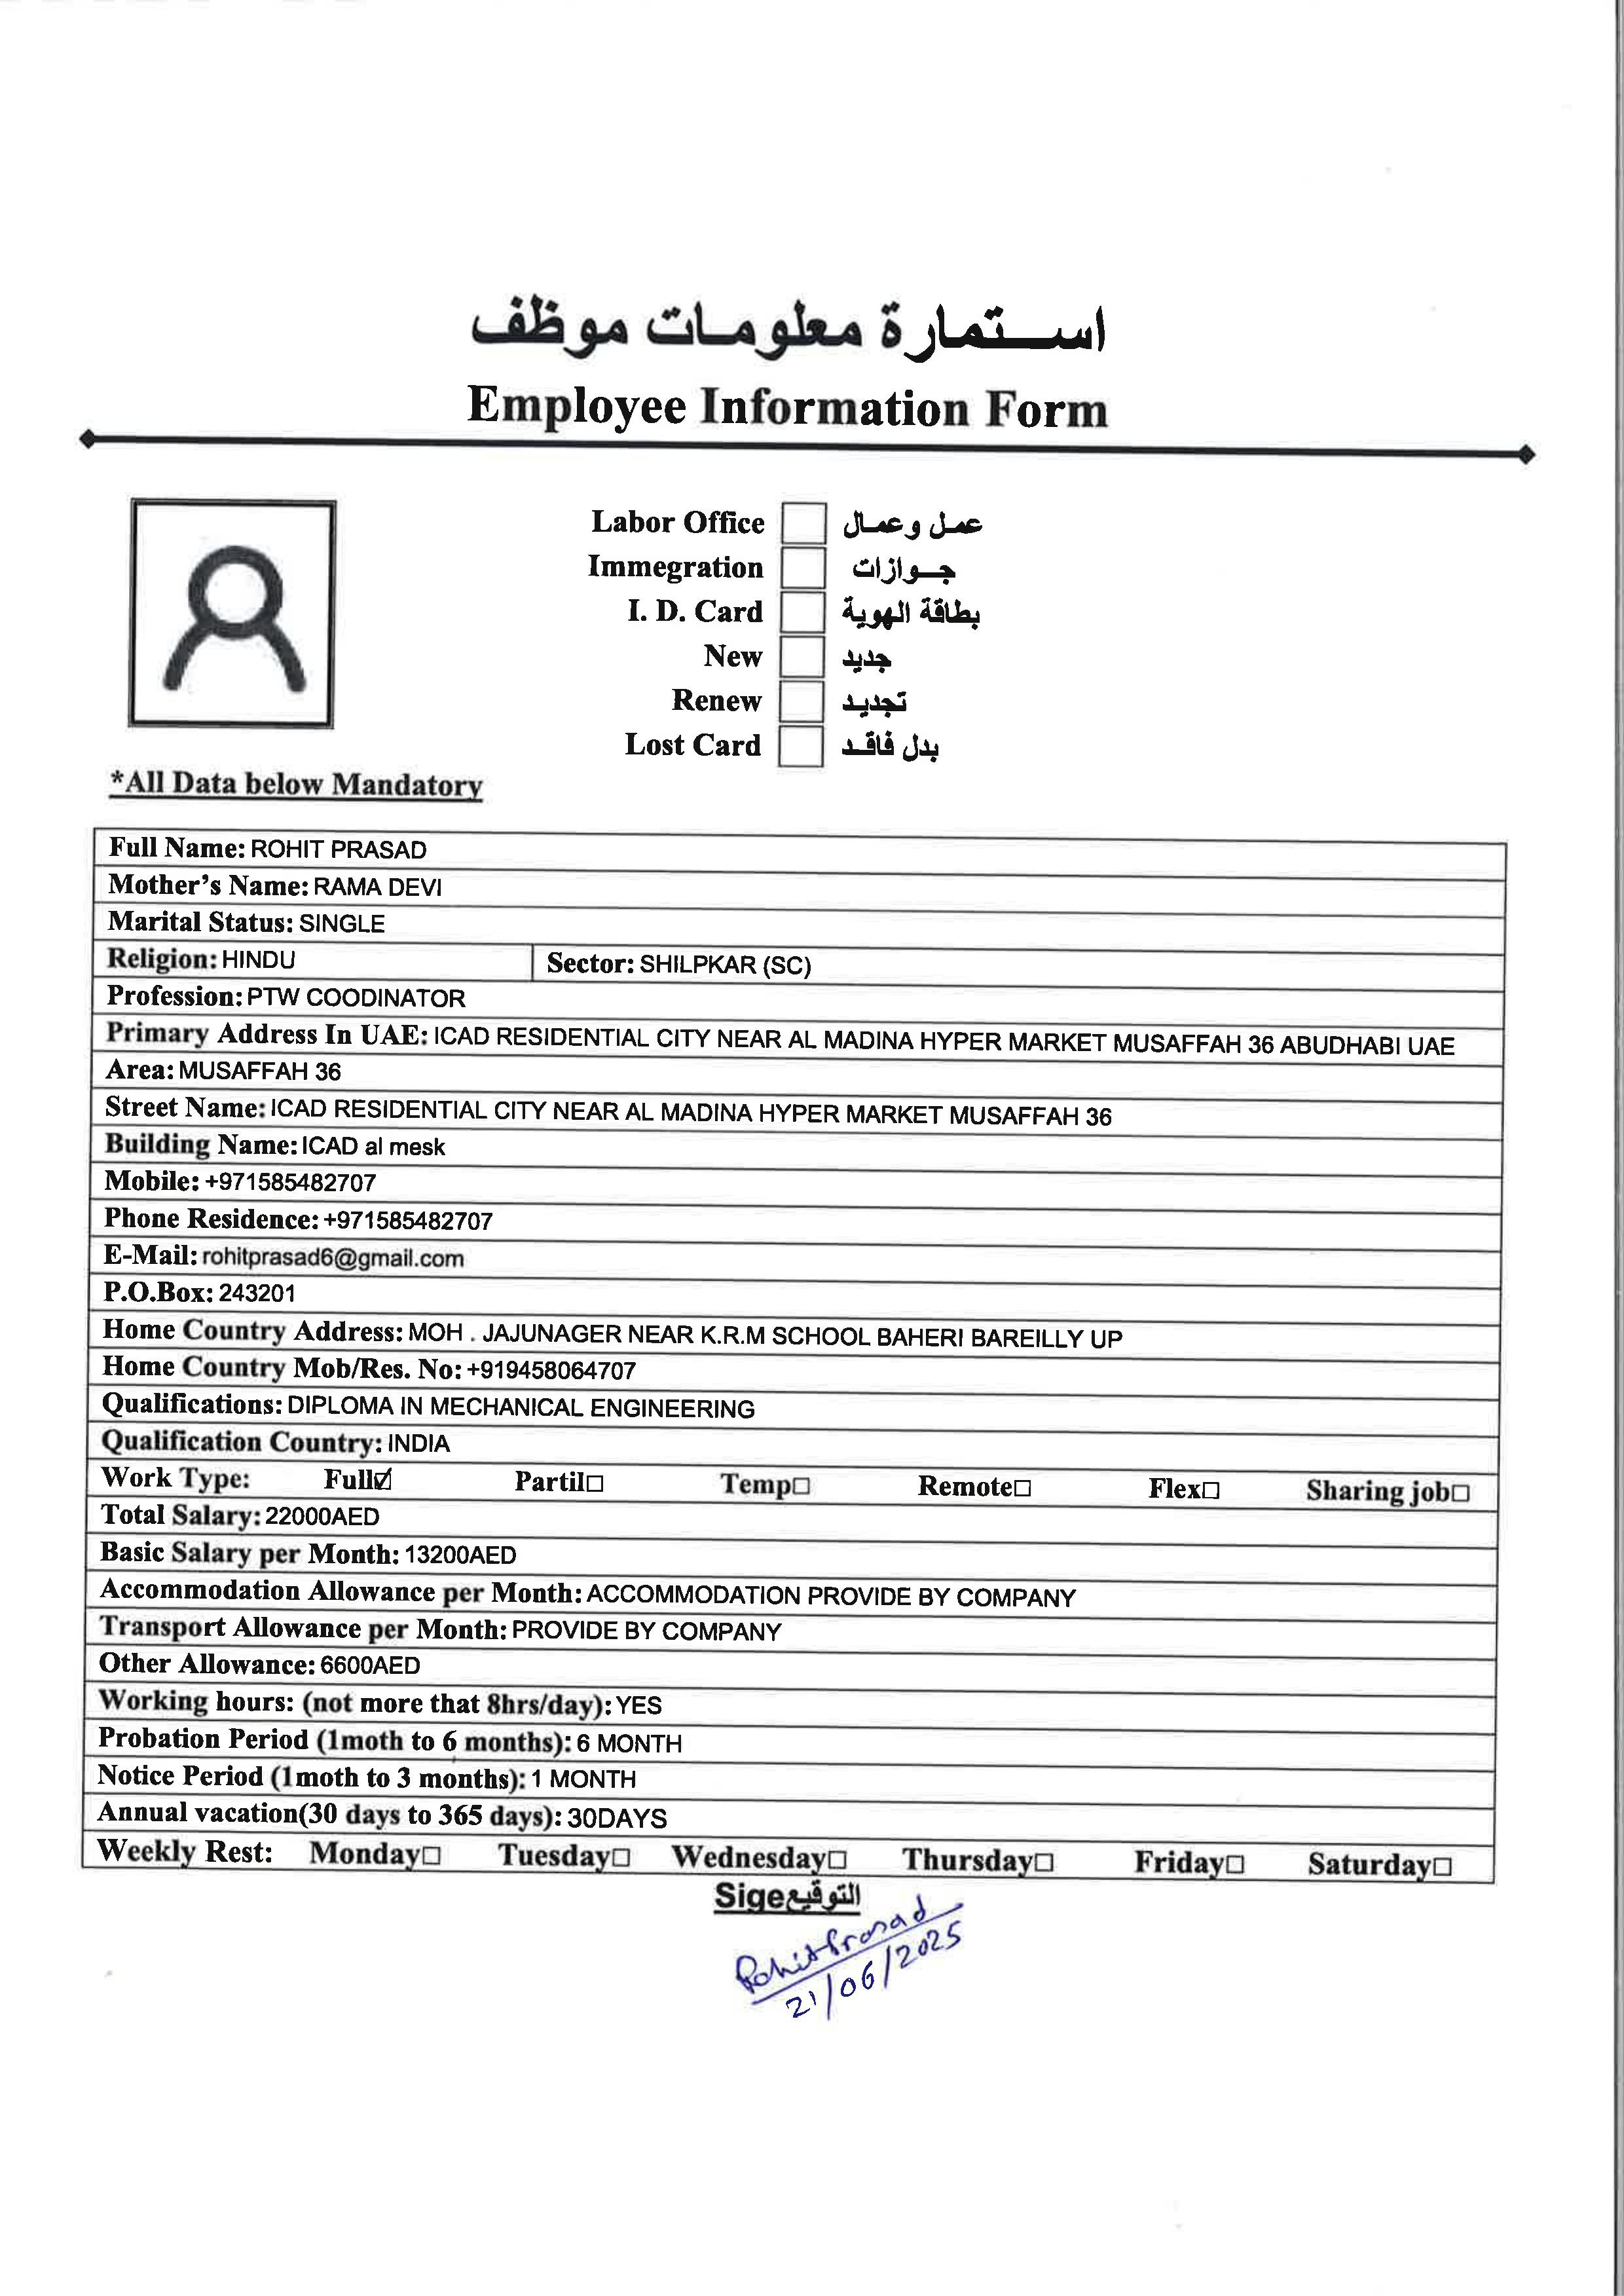 استمارة معلومات موظف
Employee Information Form
Labor Office ☐ عمل وعمال
Immegration ☐ جوازات
I. D. Card ☐ بطاقة الهوية
New ☐ جديد
Renew ☐ تجديد
Lost Card ☐ بدل فاقد
*All Data below Mandatory
Full Name: ROHIT PRASAD
Mother's Name: RAMA DEVI
Marital Status: SINGLE
Religion: HINDU Sector: SHILPKAR (SC)
Profession: PTW COODINATOR
Primary Address In UAE: ICAD RESIDENTIAL CITY NEAR AL MADINA HYPER MARKET MUSAFFAH 36 ABUDHABI UAE
Area: MUSAFFAH 36
Street Name: ICAD RESIDENTIAL CITY NEAR AL MADINA HYPER MARKET MUSAFFAH 36
Building Name: ICAD al mesk
Mobile: +971585482707
Phone Residence: +971585482707
E-Mail: rohitprasad6@gmail.com
P.O.Box: 243201
Home Country Address: MOH . JAJUNAGER NEAR K.R.M SCHOOL BAHERI BAREILLY UP
Home Country Mob/Res. No: +919458064707
Qualifications: DIPLOMA IN MECHANICAL ENGINEERING
Qualification Country: INDIA
Work Type: Full☑ Partil☐ Temp☐ Remote☐ Flex☐ Sharing job☐
Total Salary: 22000AED
Basic Salary per Month: 13200AED
Accommodation Allowance per Month: ACCOMMODATION PROVIDE BY COMPANY
Transport Allowance per Month: PROVIDE BY COMPANY
Other Allowance: 6600AED
Working hours: (not more that 8hrs/day): YES
Probation Period (1moth to 6 months): 6 MONTH
Notice Period (1moth to 3 months): 1 MONTH
Annual vacation(30 days to 365 days): 30DAYS
Weekly Rest: Monday☐ Tuesday☐ Wednesday☐ Thursday☐ Friday☐ Saturday☐
Sigeالتوقيع
Rohit Prasad
21/06/2025